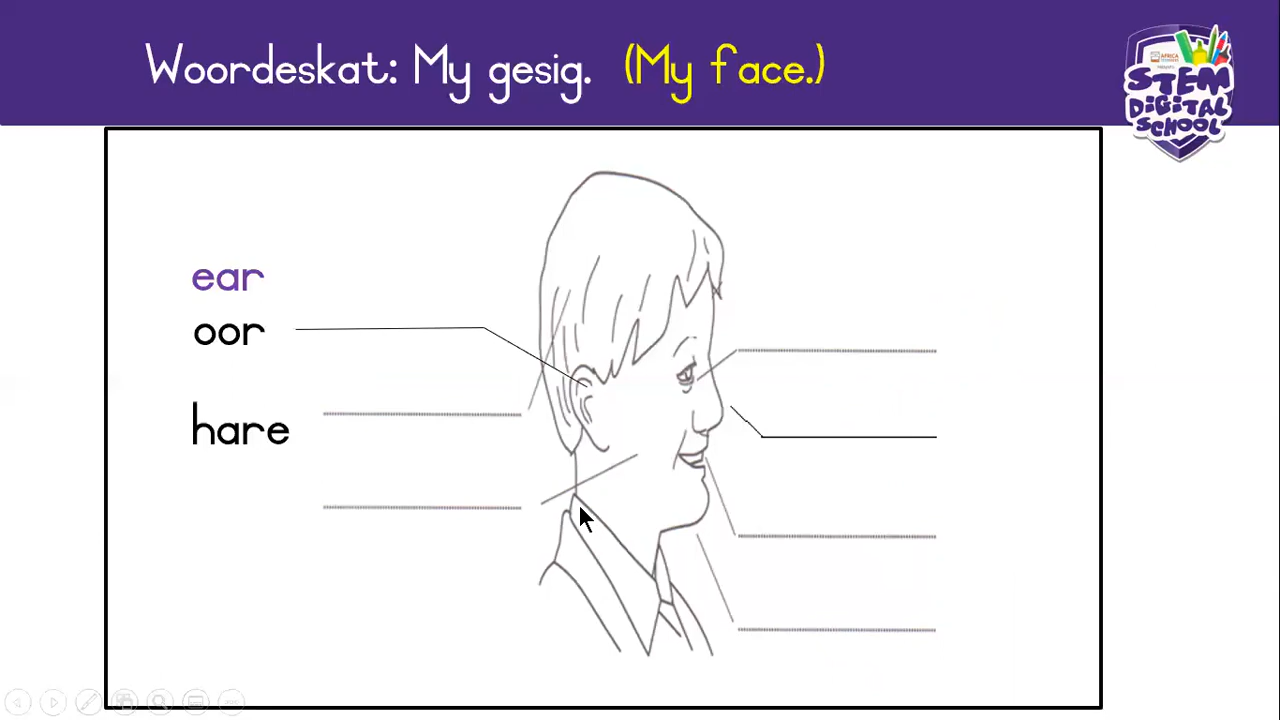 Woordeskat: My gesig. (My face.)
STEM
DIGITAL
SCHOOL
ear
oor
hare